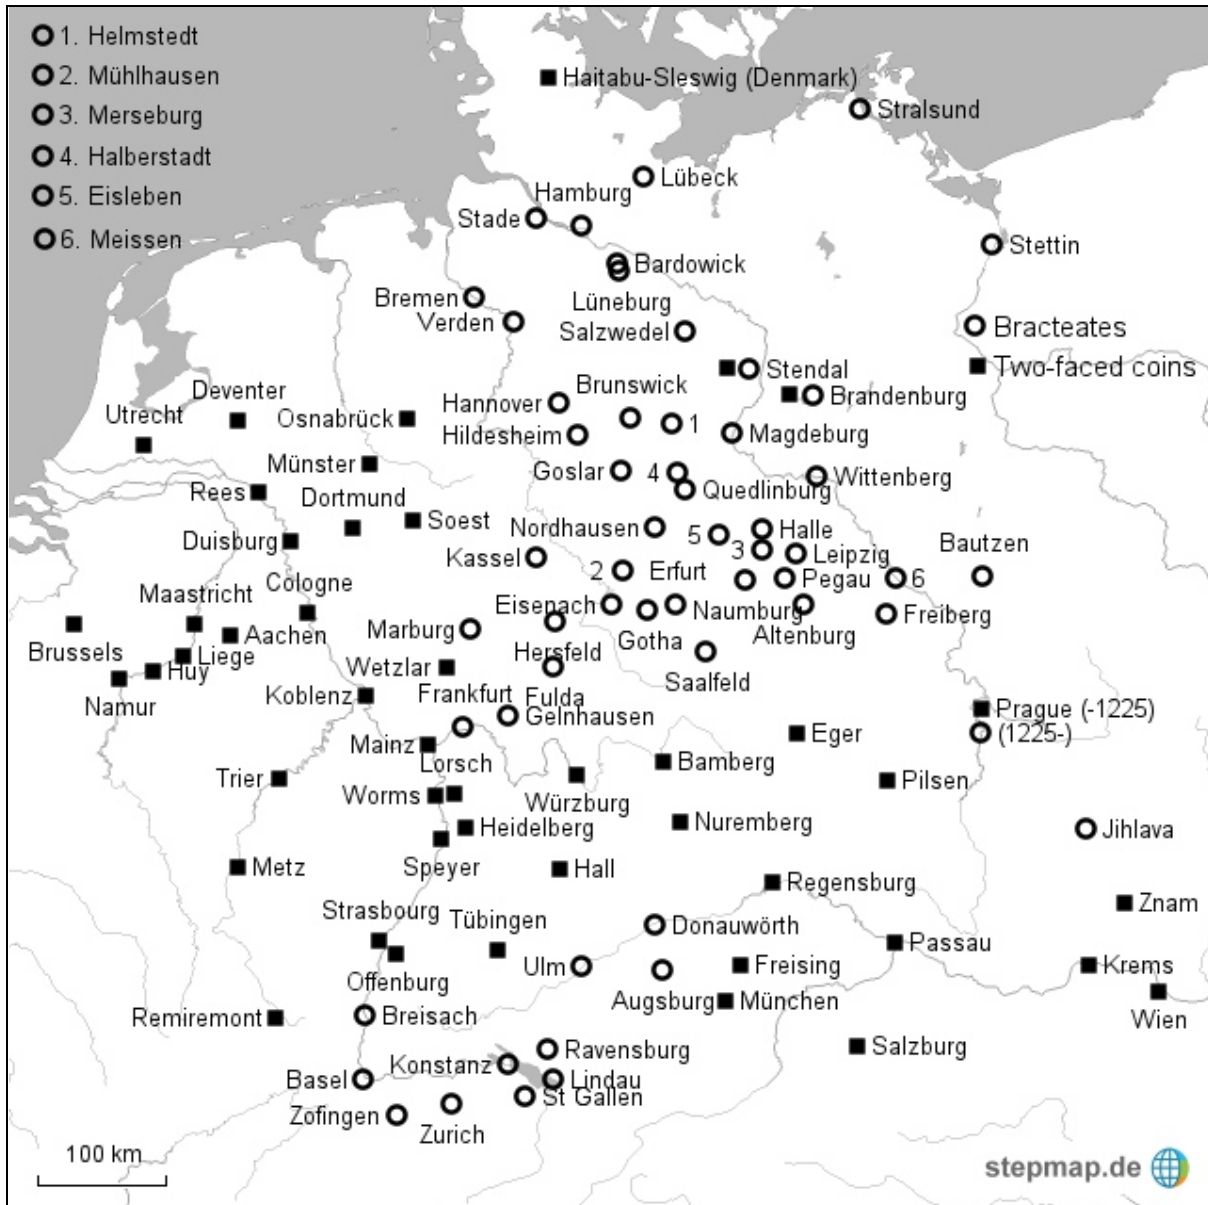 1. Helmstedt
2. Mühlhausen
3. Merseburg
4. Halberstadt
5. Eisleben
6. Meissen
Haitabu-Sleswig (Denmark)
Stralsund
Lübeck
Hamburg
Stade
Stettin
Bardowick
Bremen
Lüneburg
Verden
Salzwedel
Bracteates
Two-faced coins
Stendal
Brunswick
Deventer
Hannover
Brandenburg
Utrecht
Osnabrück
1
Hildesheim
Magdeburg
Münster
Goslar
4
Wittenberg
Rees
Quedlinburg
Dortmund
Soest
Nordhausen
5
Halle
Duisburg
3
Leipzig
Bautzen
Kassel
2
Erfurt
Pegau
6
Cologne
Maastricht
Eisenach
Naumburg
Freiberg
Marburg
Aachen
Gotha
Altenburg
Brussels
Liege
Hersfeld
Wetzlar
Huy
Saalfeld
Namur
Koblenz
Frankfurt
Fulda
Prague (-1225)
Gelnhausen
(1225-)
Eger
Mainz
Lorsch
Bamberg
Trier
Pilsen
Worms
Würzburg
Heidelberg
Nuremberg
Jihlava
Metz
Speyer
Hall
Regensburg
Znam
Strasbourg
Tübingen
Donauwörth
Passau
Ulm
Freising
Krems
Offenburg
Augsburg
München
Remiremont
Breisach
Wien
Salzburg
Ravensburg
Konstanz
Basel
Lindau
St Gallen
Zofingen
Zurich
100 km
stepmap.de